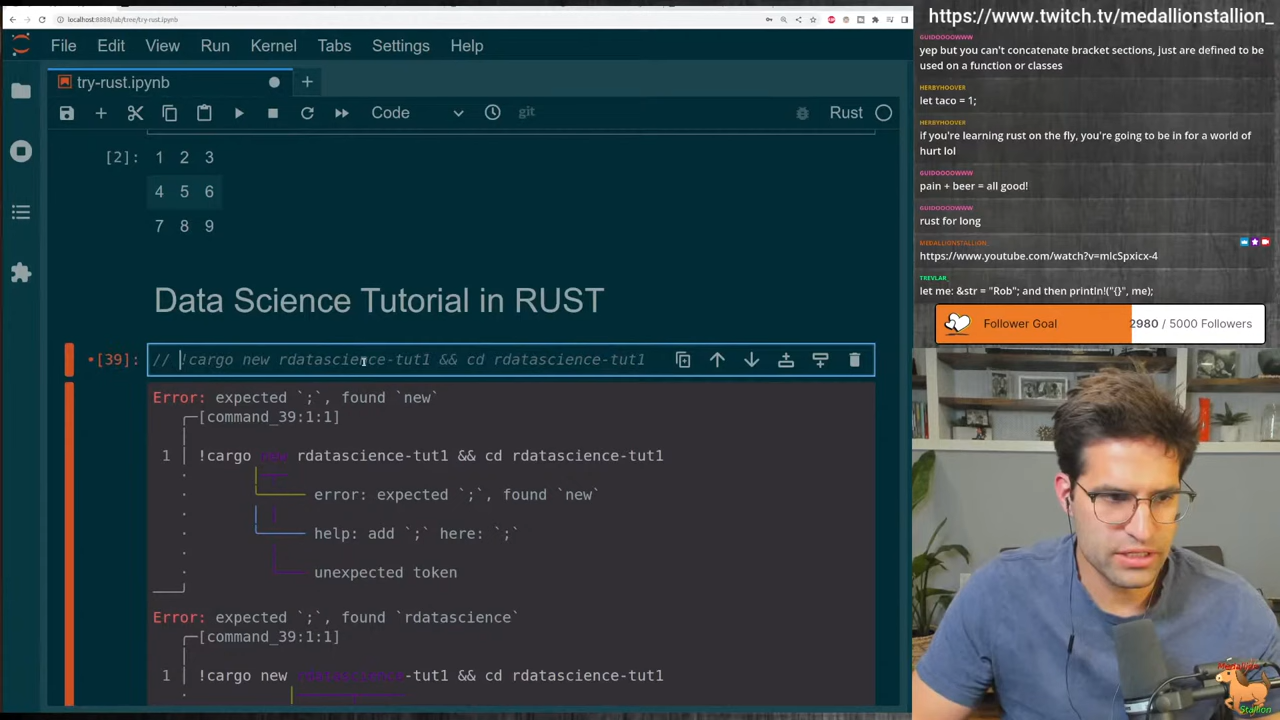 localhost:8888/lab/tree/try-rust.ipynb
https://www.twitch.tv/medallionstallion_
File Edit View Run Kernel Tabs Settings Help
try-rust.ipynb
Code
git
Rust
[2]: 1 2 3
4 5 6
7 8 9
Data Science Tutorial in RUST
[39]: // !cargo new rdatascience-tut1 && cd rdatascience-tut1
Error: expected `;`, found `new`
[command_39:1:1]
1 !cargo new rdatascience-tut1 && cd rdatascience-tut1
error: expected `;`, found `new`
help: add `;` here: `;`
unexpected token
Error: expected `;`, found `rdatascience`
[command_39:1:1]
1 !cargo new rdatascience-tut1 && cd rdatascience-tut1
GUIDOOOOWWW
yep but you can't concatenate bracket sections, just are defined to be
used on a function or classes
HERBYHOOVER
let taco = 1;
HERBYHOOVER
if you're learning rust on the fly, you're going to be in for a world of
hurt lol
GUIDOOOOWWW
pain + beer = all good!
GUIDOOOOWWW
rust for long
MEDALLIONSTALLION_
https://www.youtube.com/watch?v=mIcSpxicx-4
TREVLAR_
let me: &str = "Rob"; and then println!("{}", me);
Follower Goal 2980 / 5000 Followers
Medallion
Stallion